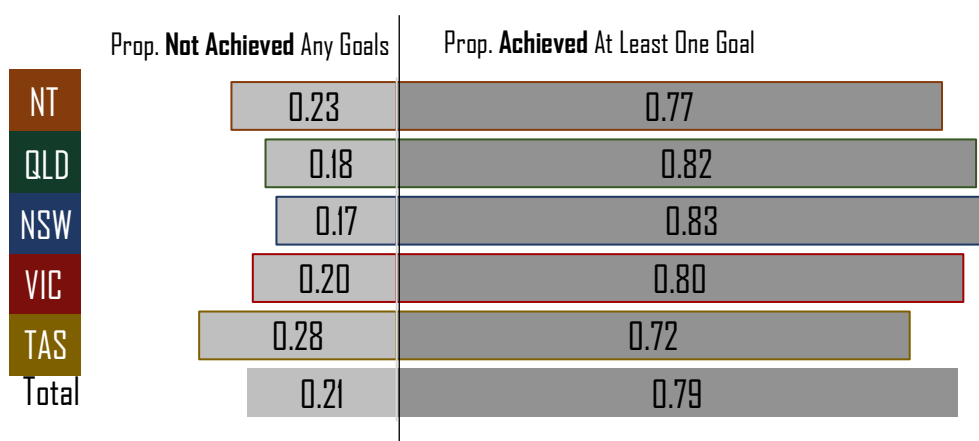 Prop. Not Achieved Any Goals Prop. Achieved At Least One Goal
NT 0.23 0.77
QLD 0.18 0.82
NSW 0.17 0.83
VIC 0.20 0.80
TAS 0.28 0.72
Total 0.21 0.79